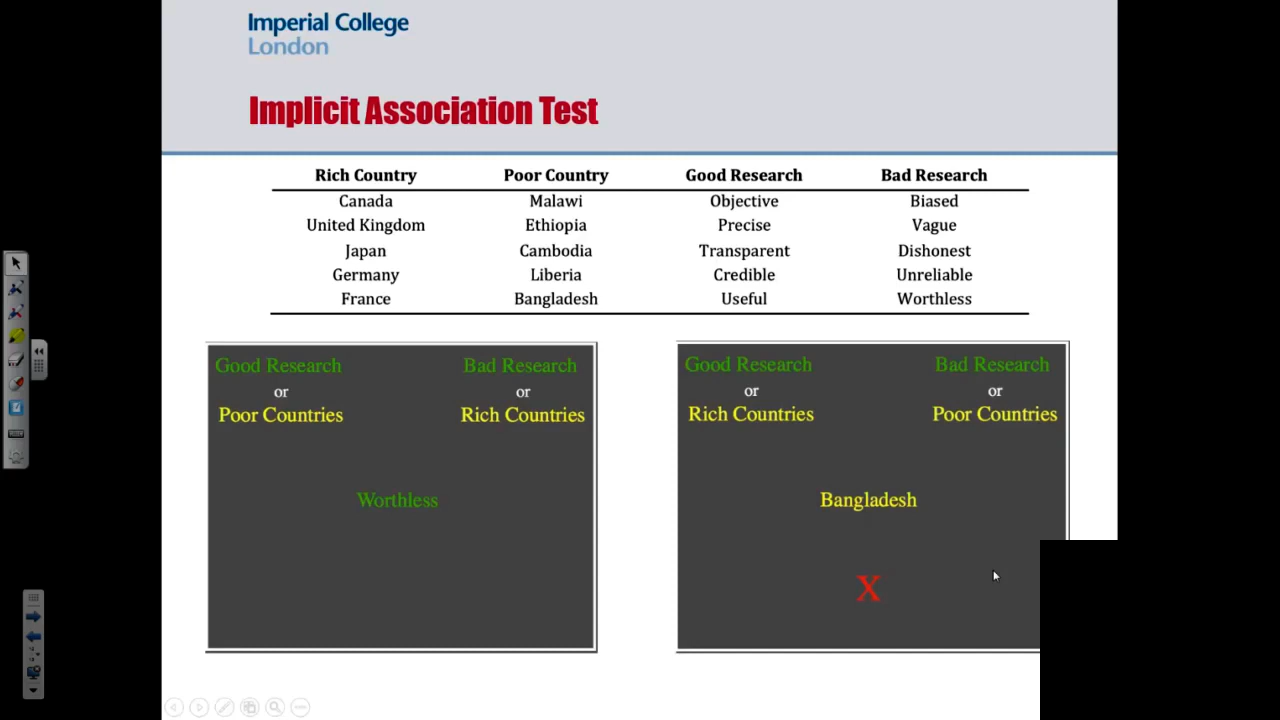 Imperial College
London
Implicit Association Test
Rich Country Poor Country Good Research Bad Research
Canada Malawi Objective Biased
United Kingdom Ethiopia Precise Vague
Japan Cambodia Transparent Dishonest
Germany Liberia Credible Unreliable
France Bangladesh Useful Worthless
Good Research Bad Research
or or
Poor Countries Rich Countries
Worthless
Good Research Bad Research
or or
Rich Countries Poor Countries
Bangladesh
X